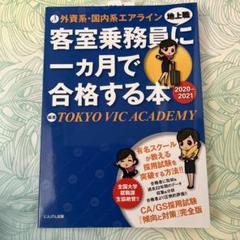 外資系・国内系エアライン 地上職
客室乗務員に
一ヵ月で
合格する本
2020-2021
TOKYO VIC ACADEMY
有名スクール
が教える
採用試験を
突破する方法!!
全国大学
就職課
生協絶賛!!
CA/GS採用試験
「傾向と対策」完全版